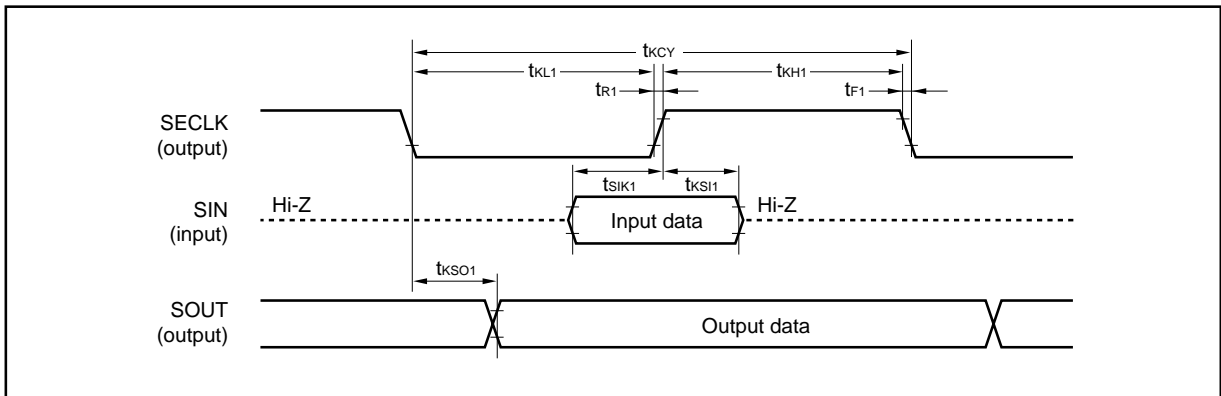 tKCY
tKL1
tKH1
tR1
tF1
SECLK
(output)
tSIK1
tKSI1
SIN
(input)
Hi-Z
Input data
Hi-Z
tKSO1
SOUT
(output)
Output data